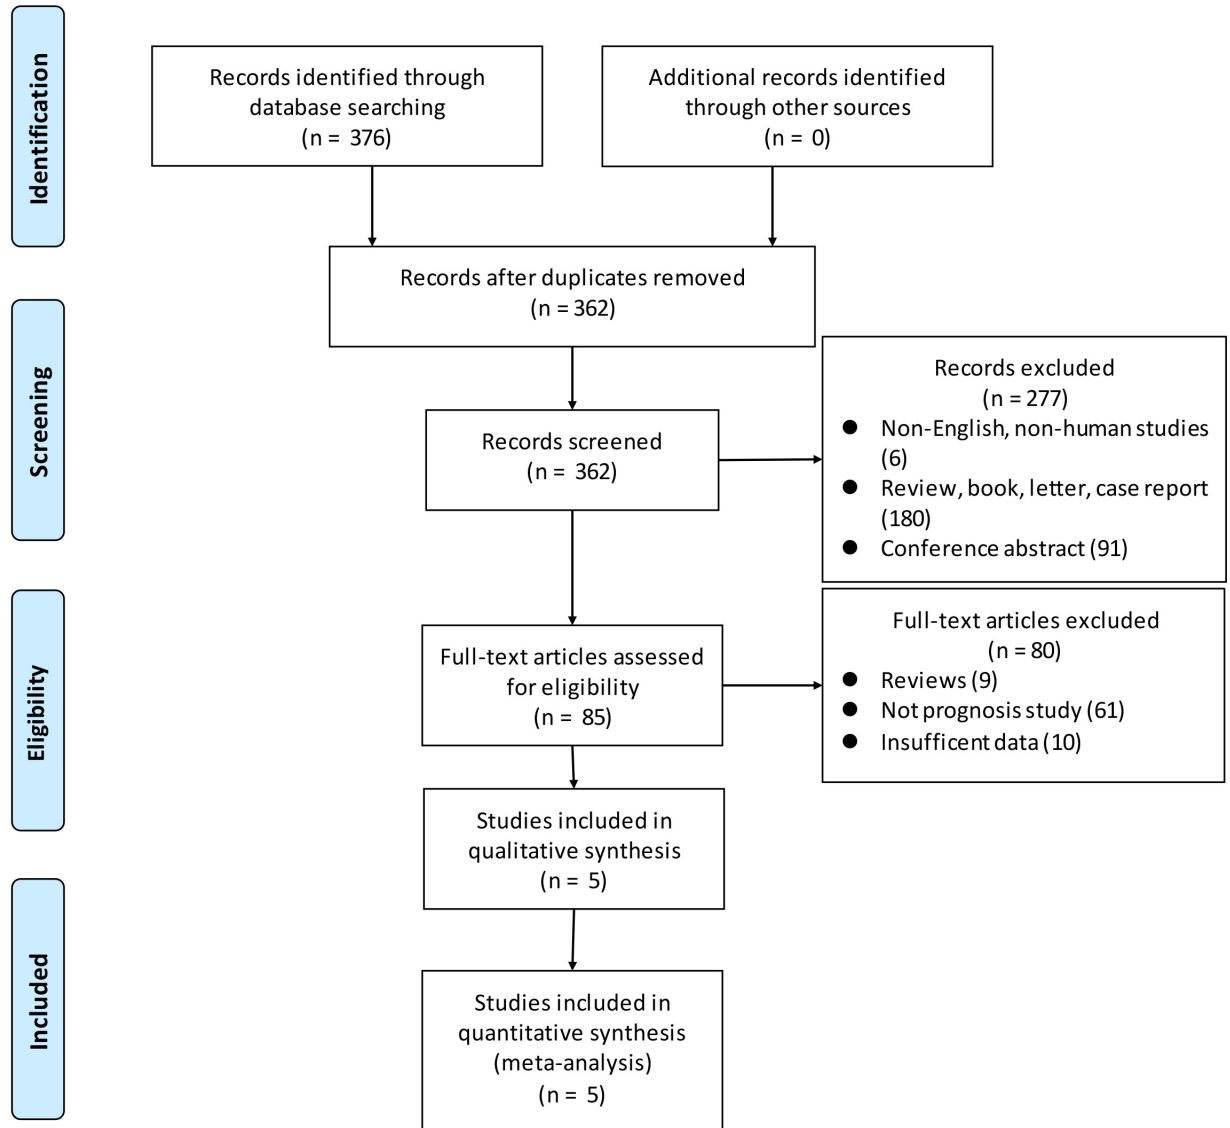 Identification
Records identified through
database searching
(n = 376)
Additional records identified
through other sources
(n = 0)
Records after duplicates removed
(n = 362)
Screening
Records screened
(n = 362)
Records excluded
(n = 277)
● Non-English, non-human studies
(6)
● Review, book, letter, case report
(180)
● Conference abstract (91)
Eligibility
Full-text articles assessed
for eligibility
(n = 85)
Full-text articles excluded
(n = 80)
● Reviews (9)
● Not prognosis study (61)
● Insufficent data (10)
Studies included in
qualitative synthesis
(n = 5)
Included
Studies included in
quantitative synthesis
(meta-analysis)
(n = 5)